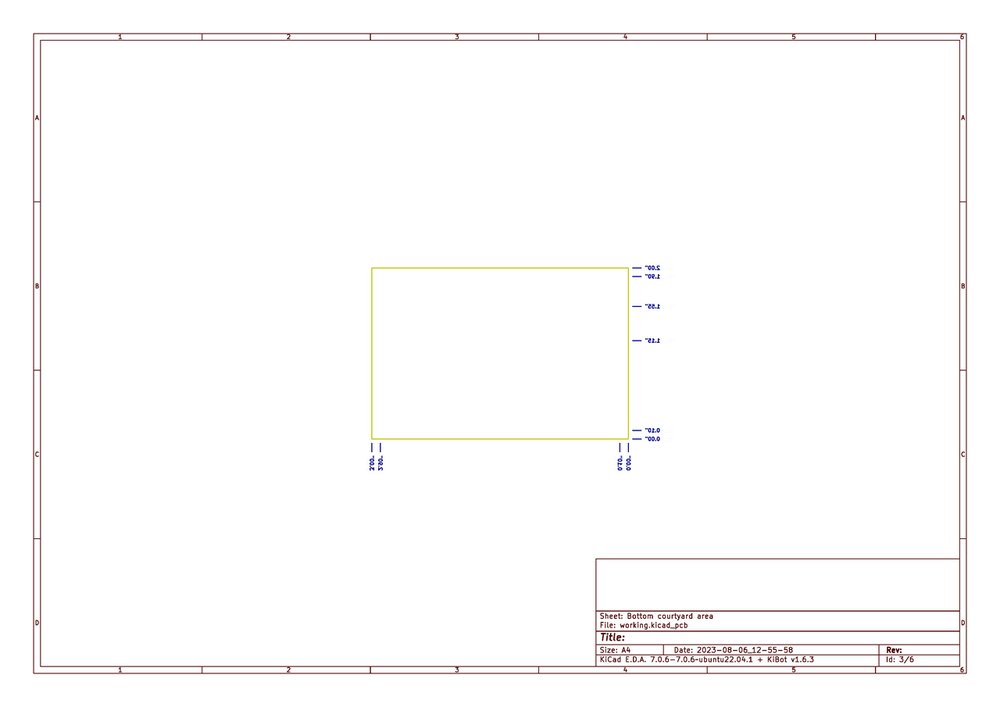 1 2 3 4 5 6
A A
2.00"
1.90"
B B
1.55"
1.15"
0.10"
0.00"
3.00" 2.90" 0.10" 0.00"
C C
Sheet: Bottom courtyard area
File: working.kicad_pcb
D D
Title:
Size: A4 Date: 2023-08-06_12-55-58 Rev:
KiCad E.D.A. 7.0.6-7.0.6~ubuntu22.04.1 + KiBot v1.6.3 Id: 3/6
1 2 3 4 5 6